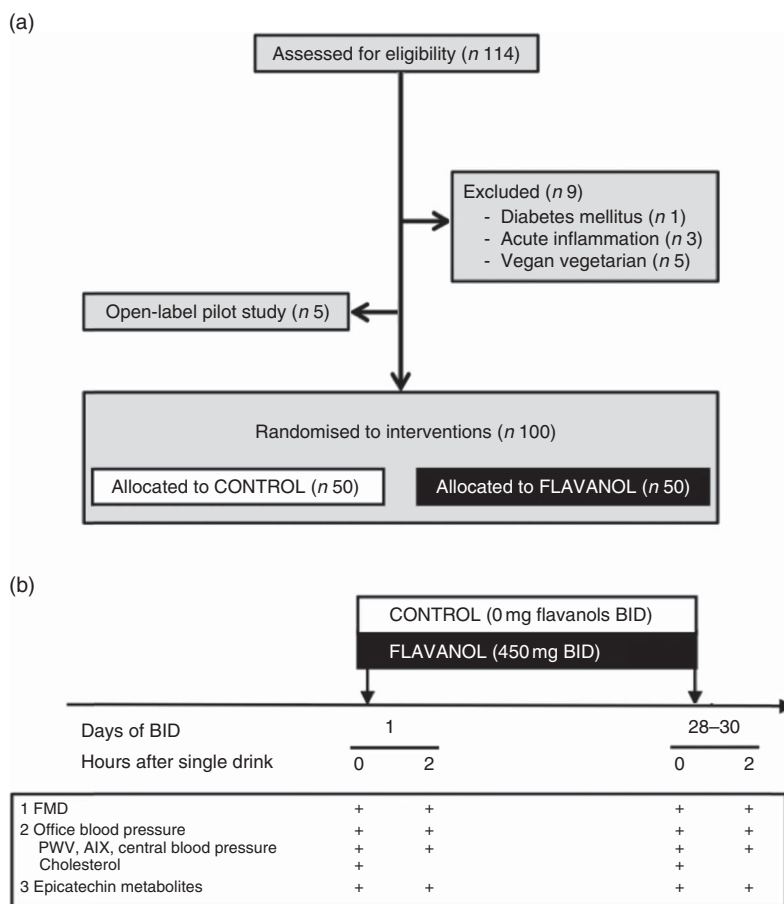 (a)
Assessed for eligibility (n 114)
Excluded (n 9)
- Diabetes mellitus (n 1)
- Acute inflammation (n 3)
- Vegan vegetarian (n 5)
Open-label pilot study (n 5)
Randomised to interventions (n 100)
Allocated to CONTROL (n 50) Allocated to FLAVANOL (n 50)
(b)
CONTROL (0 mg flavanols BID)
FLAVANOL (450 mg BID)
Days of BID 1 28–30
Hours after single drink 0 2 0 2
1 FMD + + + +
2 Office blood pressure + + + +
PWV, AIX, central blood pressure + + + +
Cholesterol + +
3 Epicatechin metabolites + + + +